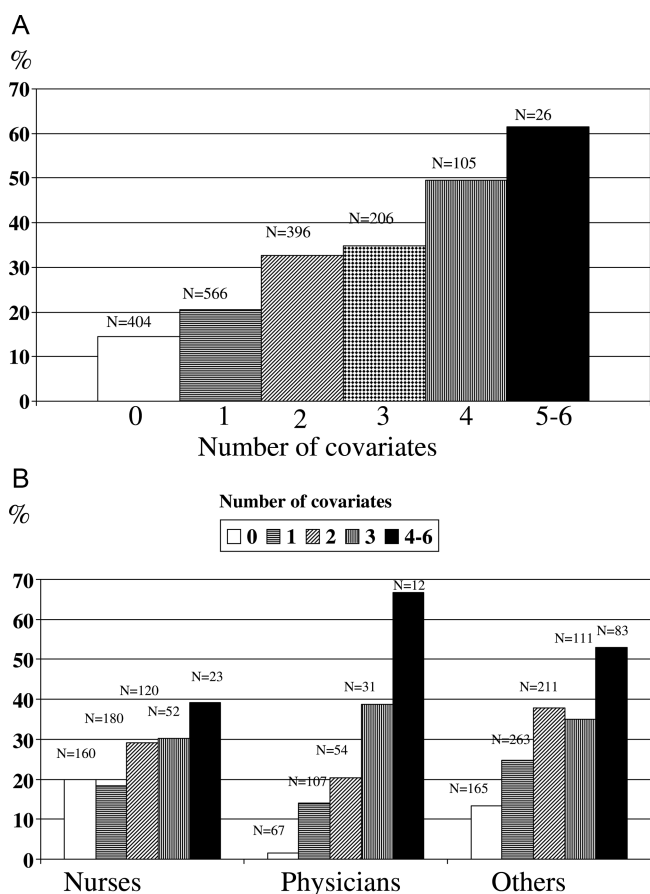 A
%
70
N=26
60
N=105
50
N=206
N=396
40
30
N=566
20
N=404
10
0
0 1 2 3 4 5-6
Number of covariates
B
%
Number of covariates
0 1 2 3 4-6
70
N=12
60
N=83
N=111
50
N=23
N=31
N=211
N=120
40
N=180
N=52
30
N=54
N=263
N=160
20
N=107
N=165
10
N=67
0
Nurses Physicians Others